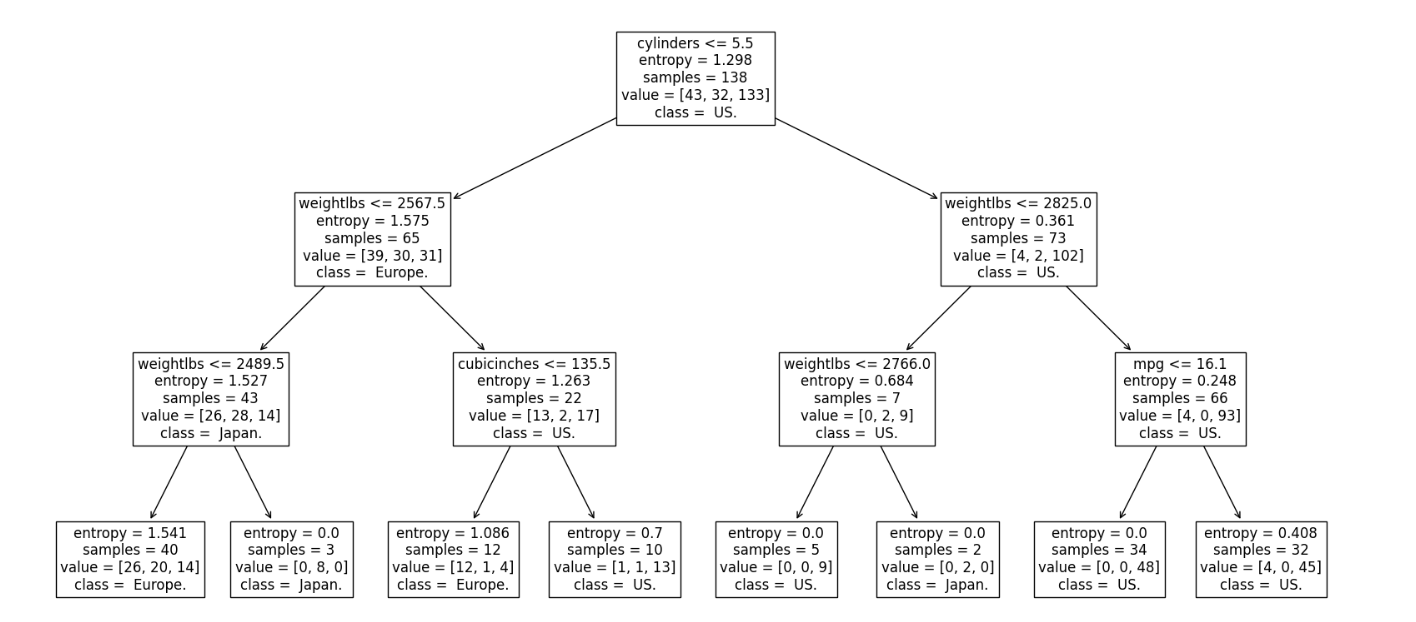 cylinders <= 5.5
entropy = 1.298
samples = 138
value = [43, 32, 133]
class =  US.
weightlbs <= 2567.5
entropy = 1.575
samples = 65
value = [39, 30, 31]
class =  Europe.
weightlbs <= 2825.0
entropy = 0.361
samples = 73
value = [4, 2, 102]
class =  US.
weightlbs <= 2489.5
entropy = 1.527
samples = 43
value = [26, 28, 14]
class =  Japan.
cubicinches <= 135.5
entropy = 1.263
samples = 22
value = [13, 2, 17]
class =  US.
weightlbs <= 2766.0
entropy = 0.684
samples = 7
value = [0, 2, 9]
class =  US.
mpg <= 16.1
entropy = 0.248
samples = 66
value = [4, 0, 93]
class =  US.
entropy = 1.541
samples = 40
value = [26, 20, 14]
class =  Europe.
entropy = 0.0
samples = 3
value = [0, 8, 0]
class =  Japan.
entropy = 1.086
samples = 12
value = [12, 1, 4]
class =  Europe.
entropy = 0.7
samples = 10
value = [1, 1, 13]
class =  US.
entropy = 0.0
samples = 5
value = [0, 0, 9]
class =  US.
entropy = 0.0
samples = 2
value = [0, 2, 0]
class =  Japan.
entropy = 0.0
samples = 34
value = [0, 0, 48]
class =  US.
entropy = 0.408
samples = 32
value = [4, 0, 45]
class =  US.